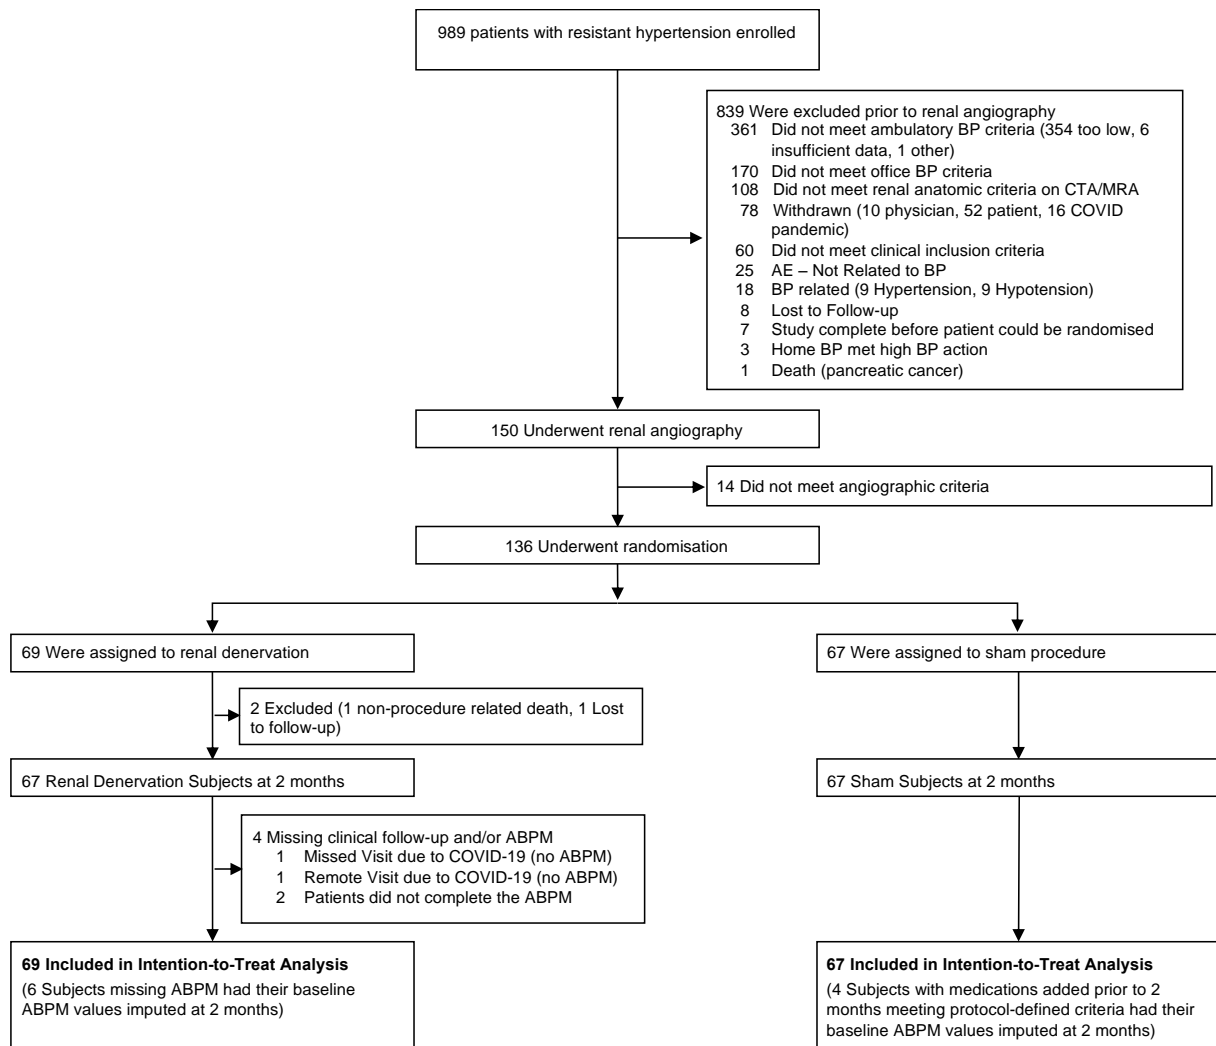 989 patients with resistant hypertension enrolled
839 Were excluded prior to renal angiography
361 Did not meet ambulatory BP criteria (354 too low, 6
insufficient data, 1 other)
170 Did not meet office BP criteria
108 Did not meet renal anatomic criteria on CTA/MRA
78 Withdrawn (10 physician, 52 patient, 16 COVID
pandemic)
60 Did not meet clinical inclusion criteria
25 AE – Not Related to BP
18 BP related (9 Hypertension, 9 Hypotension)
8 Lost to Follow-up
7 Study complete before patient could be randomised
3 Home BP met high BP action
1 Death (pancreatic cancer)
150 Underwent renal angiography
14 Did not meet angiographic criteria
136 Underwent randomisation
69 Were assigned to renal denervation
67 Were assigned to sham procedure
2 Excluded (1 non-procedure related death, 1 Lost
to follow-up)
67 Renal Denervation Subjects at 2 months
67 Sham Subjects at 2 months
4 Missing clinical follow-up and/or ABPM
1 Missed Visit due to COVID-19 (no ABPM)
1 Remote Visit due to COVID-19 (no ABPM)
2 Patients did not complete the ABPM
69 Included in Intention-to-Treat Analysis
(6 Subjects missing ABPM had their baseline
ABPM values imputed at 2 months)
67 Included in Intention-to-Treat Analysis
(4 Subjects with medications added prior to 2
months meeting protocol-defined criteria had their
baseline ABPM values imputed at 2 months)